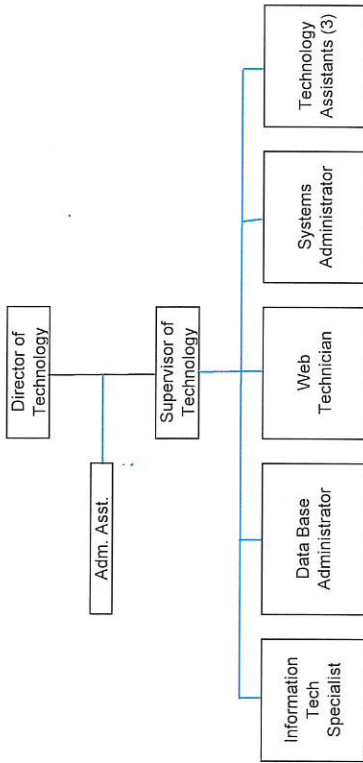 Director of
Technology
Adm. Asst.
Supervisor of
Technology
Information
Tech
Specialist
Data Base
Administrator
Web
Technician
Systems
Administrator
Technology
Assistants (3)